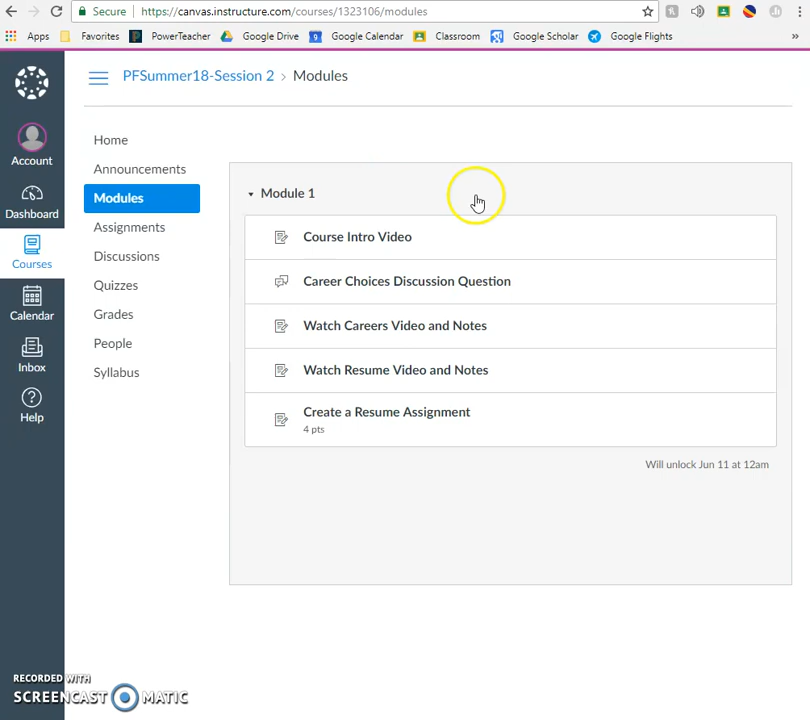 Secure https://canvas.instructure.com/courses/1323106/modules
Apps Favorites PowerTeacher Google Drive 9 Google Calendar Classroom Google Scholar Google Flights »
PFSummer18-Session 2 › Modules
Account
Dashboard
Courses
Calendar
Inbox
Help
Home
Announcements
Modules
Assignments
Discussions
Quizzes
Grades
People
Syllabus
Module 1
Course Intro Video
Career Choices Discussion Question
Watch Careers Video and Notes
Watch Resume Video and Notes
Create a Resume Assignment
4 pts
Will unlock Jun 11 at 12am
RECORDED WITH
SCREENCAST MATIC